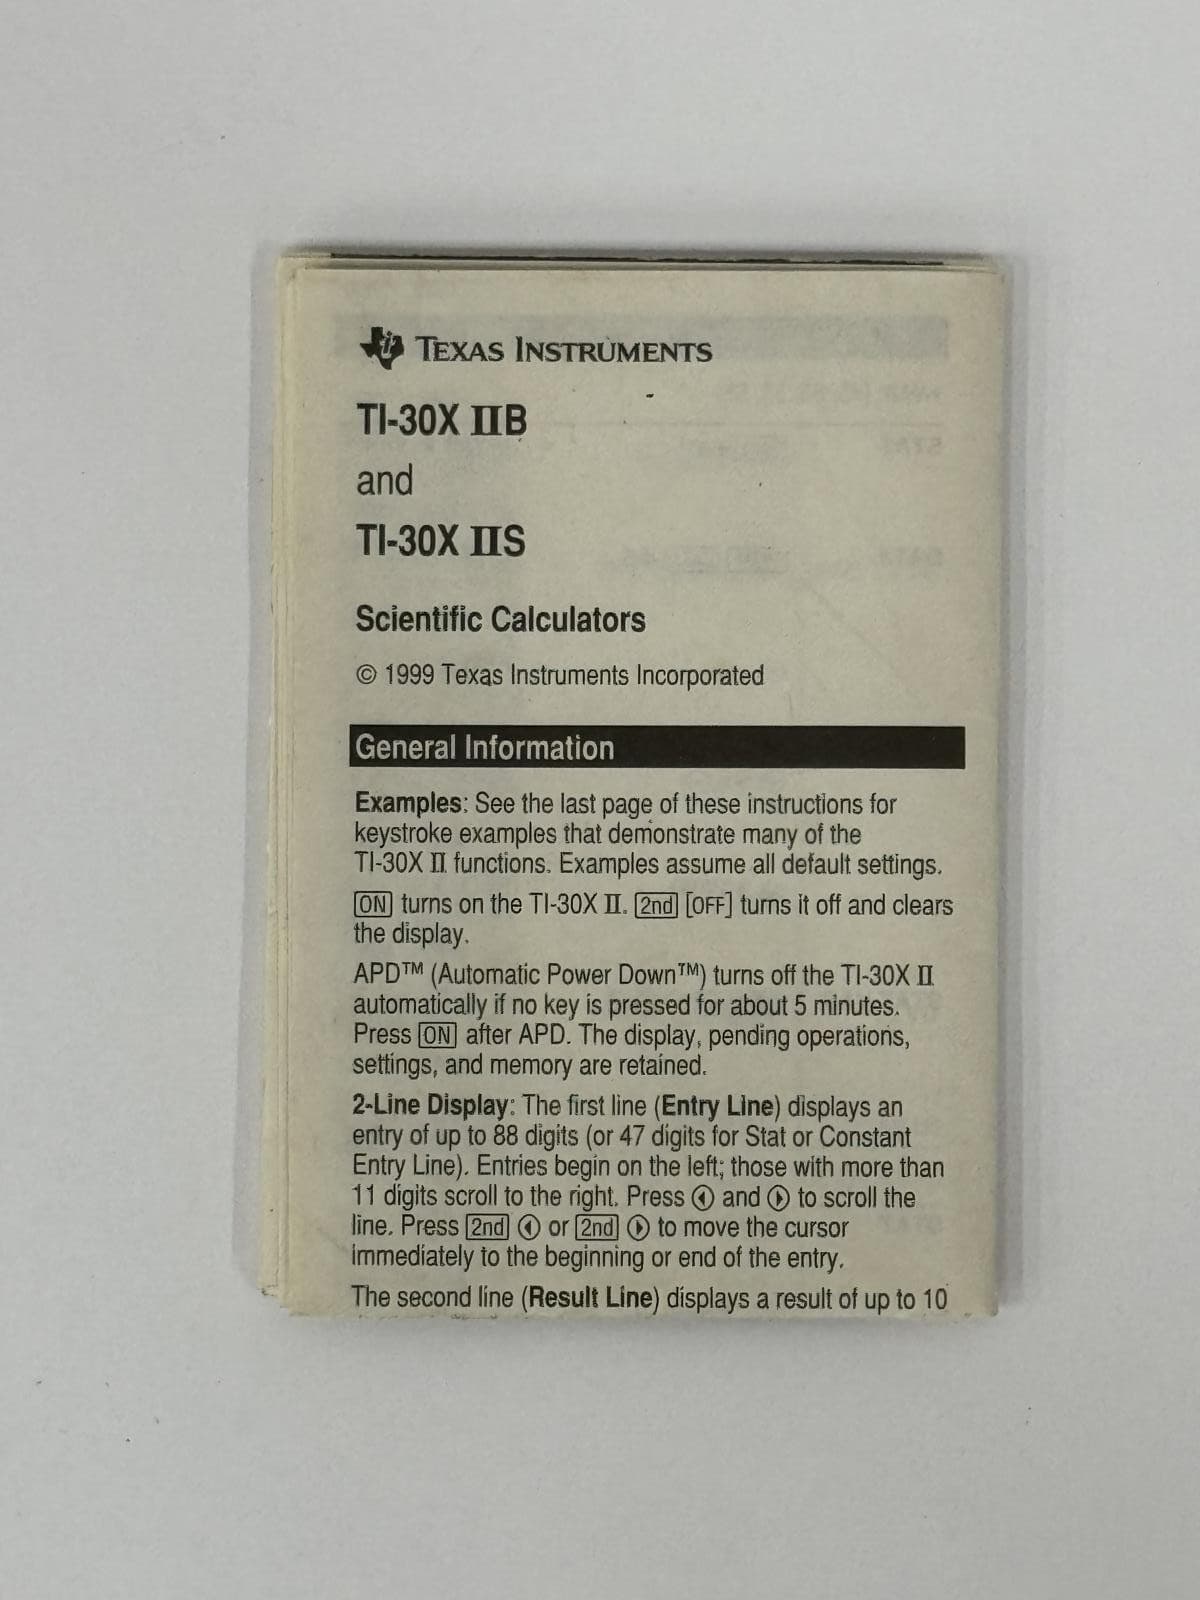 TEXAS INSTRUMENTS
TI-30X IIB
and
TI-30X IIS
Scientific Calculators
© 1999 Texas Instruments Incorporated
General Information
Examples: See the last page of these instructions for
keystroke examples that demonstrate many of the
TI-30X II functions. Examples assume all default settings.
[ON] turns on the TI-30X II. [2nd] [OFF] turns it off and clears
the display.
APD™ (Automatic Power Down™) turns off the TI-30X II
automatically if no key is pressed for about 5 minutes.
Press [ON] after APD. The display, pending operations,
settings, and memory are retained.
2-Line Display: The first line (Entry Line) displays an
entry of up to 88 digits (or 47 digits for Stat or Constant
Entry Line). Entries begin on the left; those with more than
11 digits scroll to the right. Press ◀ and ▶ to scroll the
line. Press [2nd] ◀ or [2nd] ▶ to move the cursor
immediately to the beginning or end of the entry.
The second line (Result Line) displays a result of up to 10